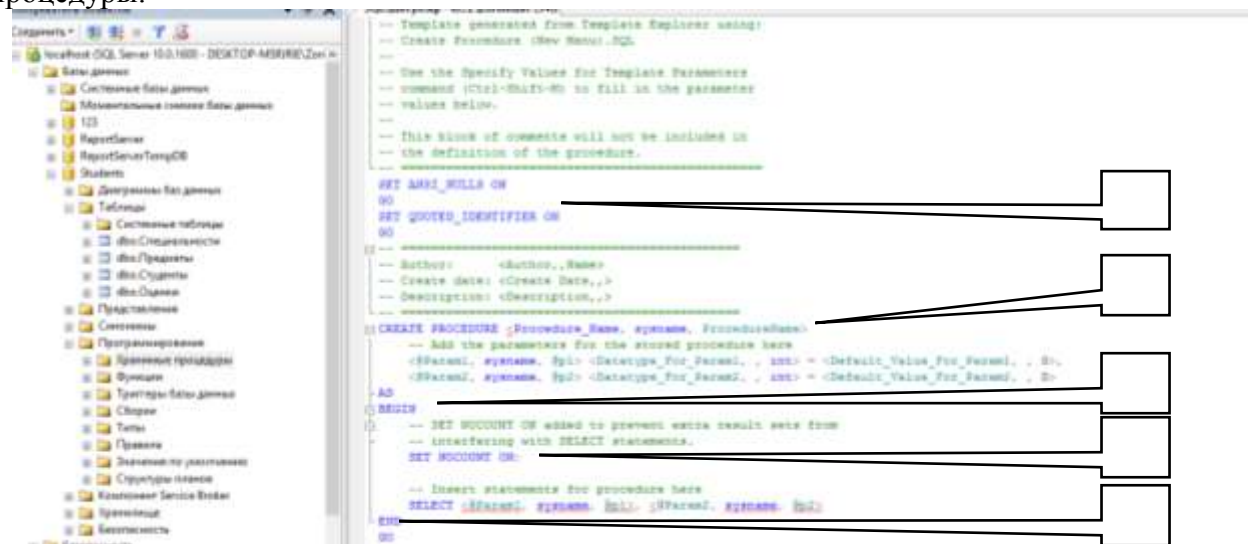 процедуры.
Соединить
localhost (SQL Server 10.0.1600 - DESKTOP-
Базы данных
Системные базы данных
Моментальные снимки базы данных
123
ReportServer
ReportServerTempDB
Students
Диаграммы баз данных
Таблицы
Системные таблицы
dbo.Специальности
dbo.Предметы
dbo.Студенты
dbo.Оценки
Представления
Синонимы
Программирование
Хранимые процедуры
Функции
Триггеры базы данных
Сборки
Типы
Правила
Значения по умолчанию
Структуры планов
Компонент Service Broker
Хранилище
Безопасность
-- Template generated from Template Explorer using:
-- Create Procedure (New Menu).SQL
--
-- Use the Specify Values for Template Parameters
-- command (Ctrl-Shift-M) to fill in the parameter
-- values below.
--
-- This block of comments will not be included in
-- the definition of the procedure.
-- ================================================
SET ANSI_NULLS ON
GO
SET QUOTED_IDENTIFIER ON
GO
-- =============================================
-- Author: <Author,,Name>
-- Create date: <Create Date,,>
-- Description: <Description,,>
-- =============================================
CREATE PROCEDURE <Procedure_Name, sysname, ProcedureName>
-- Add the parameters for the stored procedure here
<@Param1, sysname, @p1> <Datatype_For_Param1, , int> = <Default_Value_For_Param1, , 0>,
<@Param2, sysname, @p2> <Datatype_For_Param2, , int> = <Default_Value_For_Param2, , 0>
AS
BEGIN
-- SET NOCOUNT ON added to prevent extra result sets from
-- interfering with SELECT statements.
SET NOCOUNT ON;
-- Insert statements for procedure here
SELECT <@Param1, sysname, @p1>, <@Param2, sysname, @p2>
END
GO